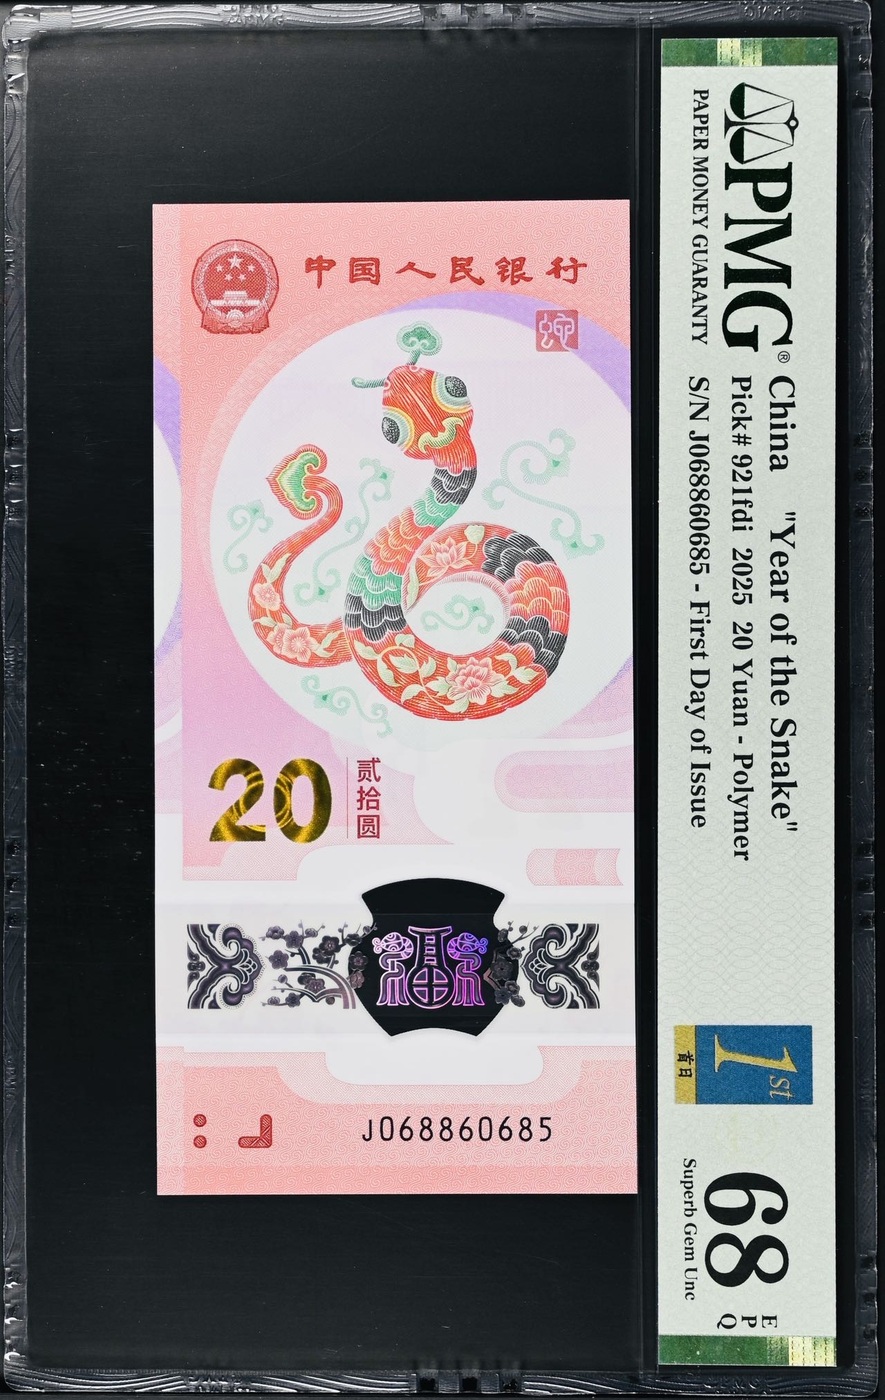 中国人民银行
蛇
20
贰拾圆
J068860685
PMG®
PAPER MONEY GUARANTY
China "Year of the Snake"
Pick# 921fdi 2025 20 Yuan - Polymer
S/N J068860685 - First Day of Issue
1st
首日
68
EPQ
Superb Gem Unc